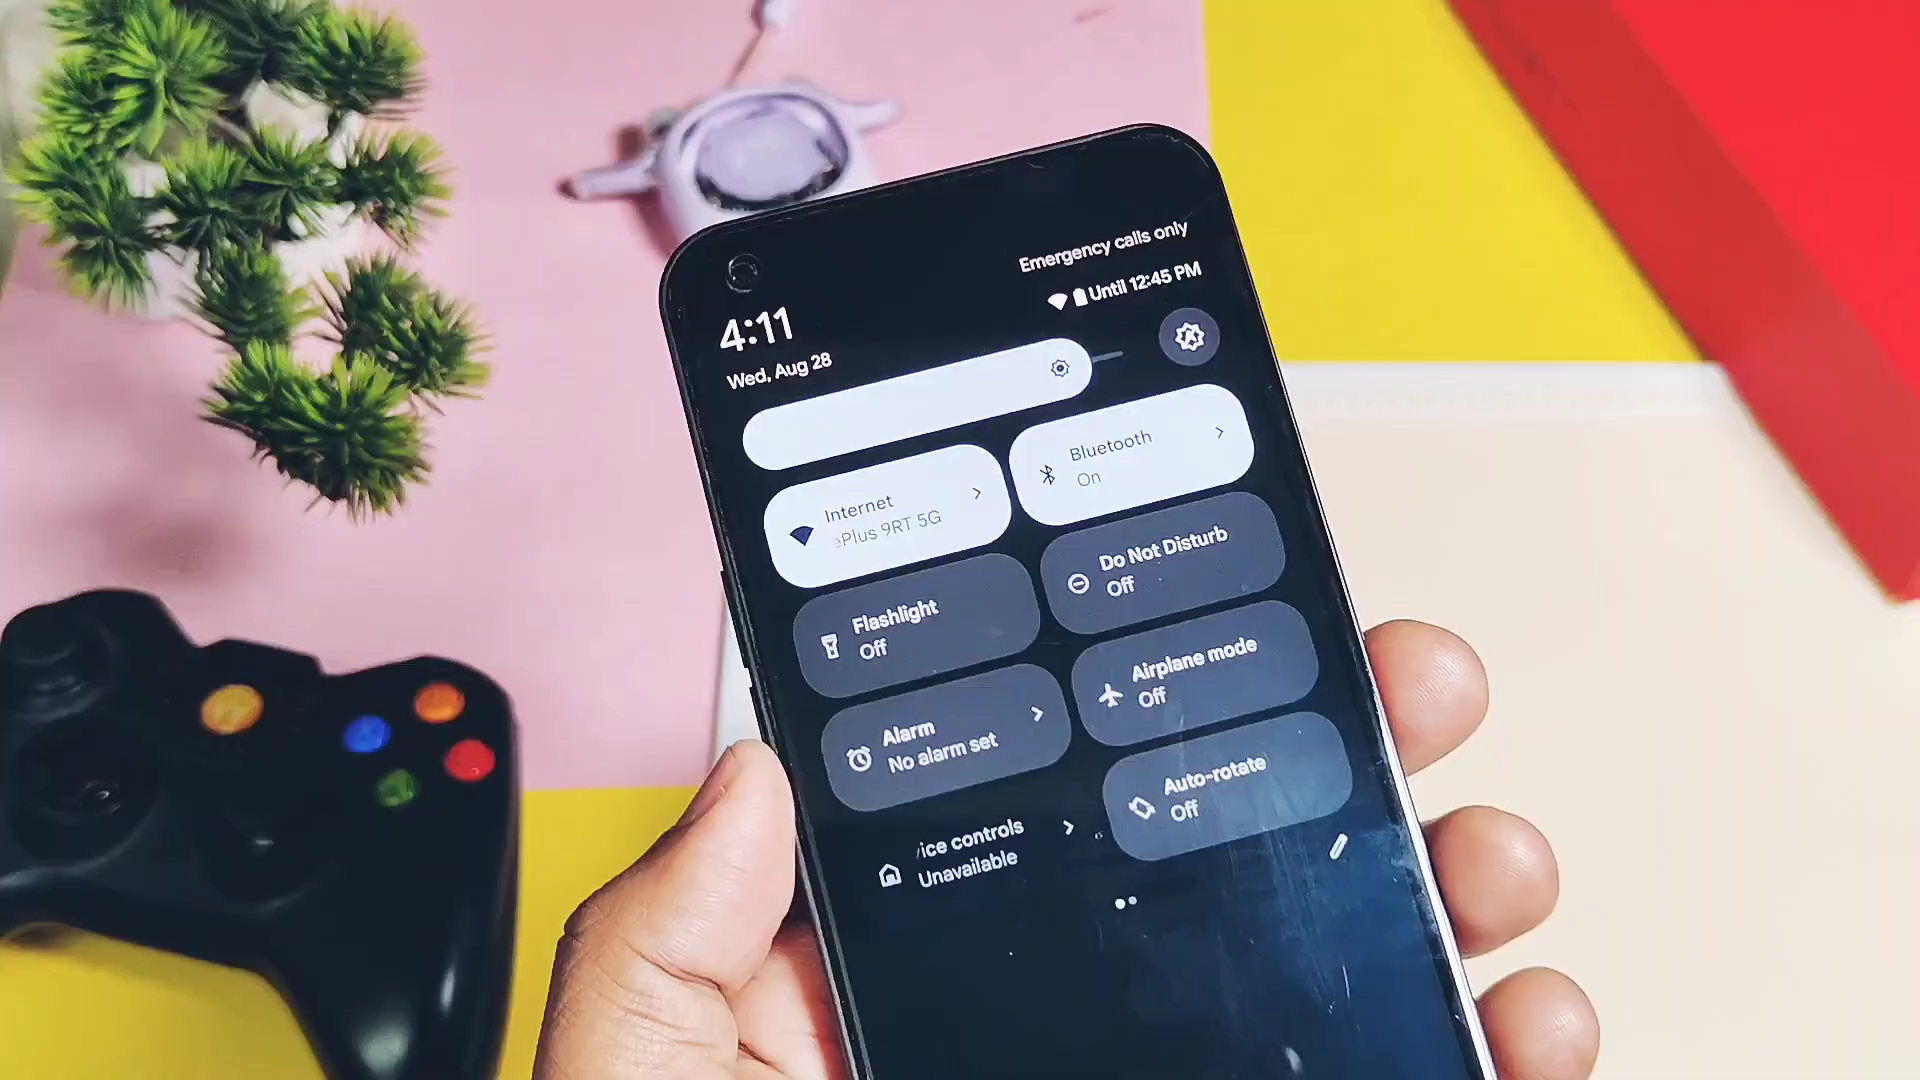 Emergency calls only
4:11
Until 12:45 PM
Wed, Aug 28
Internet
ePlus 9RT 5G
Bluetooth
On
Flashlight
Off
Do Not Disturb
Off
Alarm
No alarm set
Airplane mode
Off
ice controls
Unavailable
Auto-rotate
Off